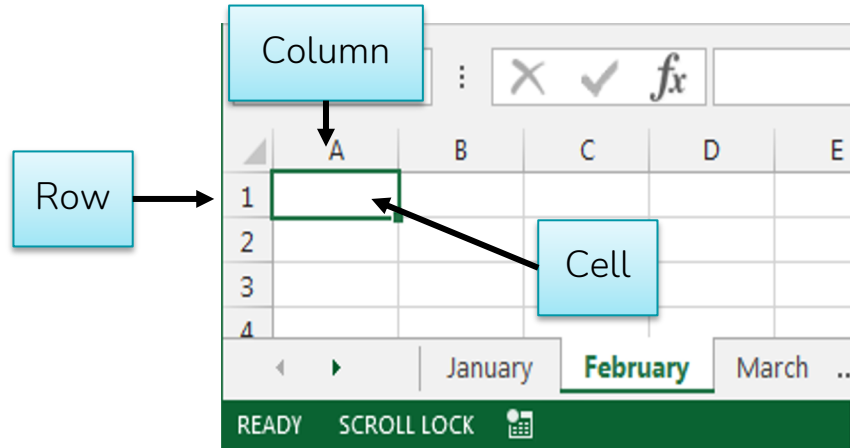 Column
fx
A B C D E
Row
1
Cell
2
3
4
January February March ..
READY SCROLL LOCK